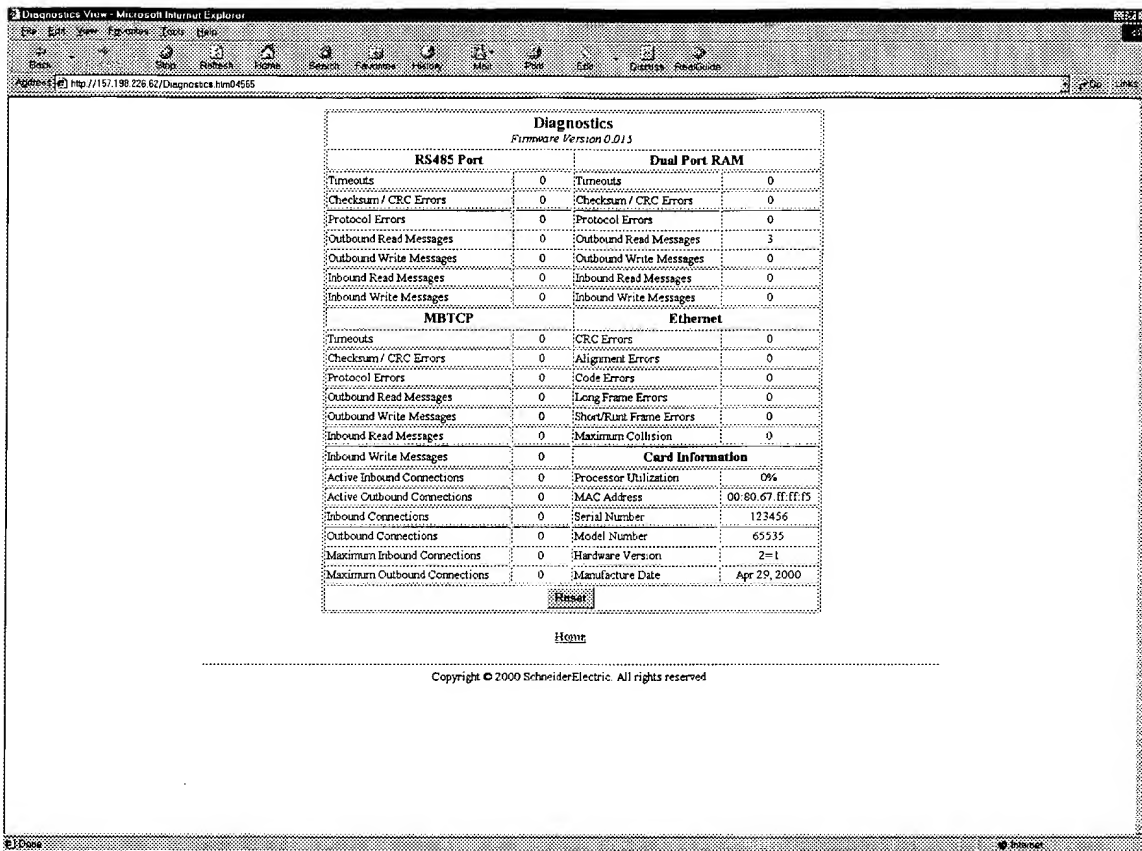 Diagnostics View - Microsoft Internet Explorer
File Edit View Favorites Tools Help
Back Stop Refresh Home Search Favorites History Mail Print Edit Discuss RealGuide
Address http://157.198.226.62/Diagnostics.htm04565 Go Links
Diagnostics
Firmware Version 0.015
RS485 Port Dual Port RAM
Timeouts 0 Timeouts 0
Checksum / CRC Errors 0 Checksum / CRC Errors 0
Protocol Errors 0 Protocol Errors 0
Outbound Read Messages 0 Outbound Read Messages 3
Outbound Write Messages 0 Outbound Write Messages 0
Inbound Read Messages 0 Inbound Read Messages 0
Inbound Write Messages 0 Inbound Write Messages 0
MBTCP Ethernet
Timeouts 0 CRC Errors 0
Checksum / CRC Errors 0 Alignment Errors 0
Protocol Errors 0 Code Errors 0
Outbound Read Messages 0 Long Frame Errors 0
Outbound Write Messages 0 Short/Runt Frame Errors 0
Inbound Read Messages 0 Maximum Collision 0
Inbound Write Messages 0 Card Information
Active Inbound Connections 0 Processor Utilization 0%
Active Outbound Connections 0 MAC Address 00:80:67:ff:ff:f5
Inbound Connections 0 Serial Number 123456
Outbound Connections 0 Model Number 65535
Maximum Inbound Connections 0 Hardware Version 2=1
Maximum Outbound Connections 0 Manufacture Date Apr 29, 2000
Reset
Home
Copyright © 2000 SchneiderElectric. All rights reserved
Done Internet